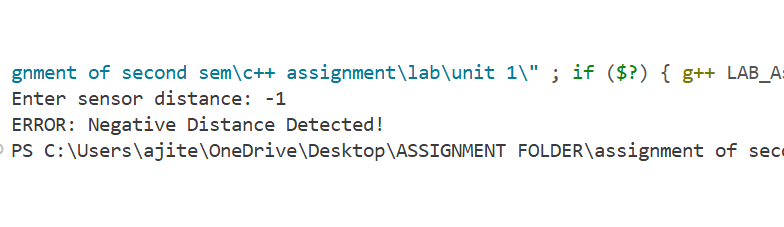 gnment of second sem\c++ assignment\lab\unit 1\" ; if ($?) { g++ LAB_A
Enter sensor distance: -1
ERROR: Negative Distance Detected!
PS C:\Users\ajite\OneDrive\Desktop\ASSIGNMENT FOLDER\assignment of seco